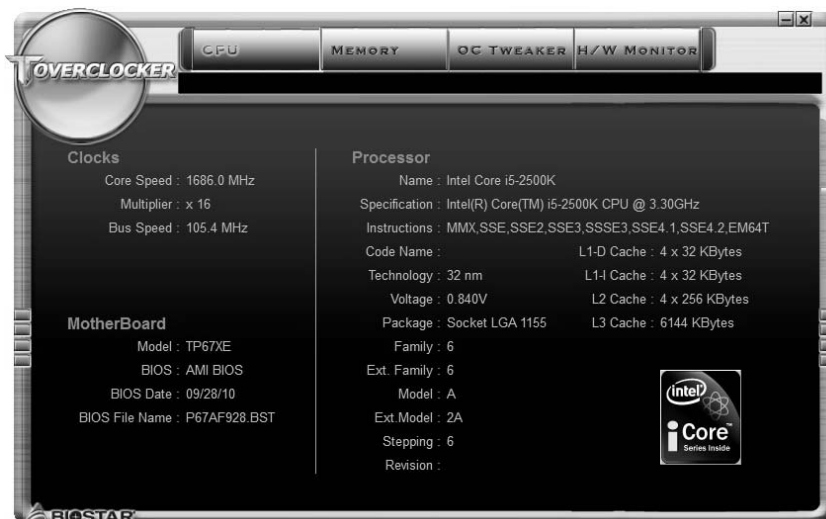 CPU
MEMORY
OC TWEAKER
H/W MONITOR
TOVERCLOCKER
Clocks
Core Speed : 1686.0 MHz
Multiplier : x 16
Bus Speed : 105.4 MHz
MotherBoard
Model : TP67XE
BIOS : AMI BIOS
BIOS Date : 09/28/10
BIOS File Name : P67AF928.BST
Processor
Name : Intel Core i5-2500K
Specification : Intel(R) Core(TM) i5-2500K CPU @ 3.30GHz
Instructions : MMX,SSE,SSE2,SSE3,SSSE3,SSE4.1,SSE4.2,EM64T
Code Name : L1-D Cache : 4 x 32 KBytes
Technology : 32 nm L1-I Cache : 4 x 32 KBytes
Voltage : 0.840V L2 Cache : 4 x 256 KBytes
Package : Socket LGA 1155 L3 Cache : 6144 KBytes
Family : 6
Ext. Family : 6
Model : A
Ext.Model : 2A
Stepping : 6
Revision :
intel
Core™
Series Inside
BIOSTAR